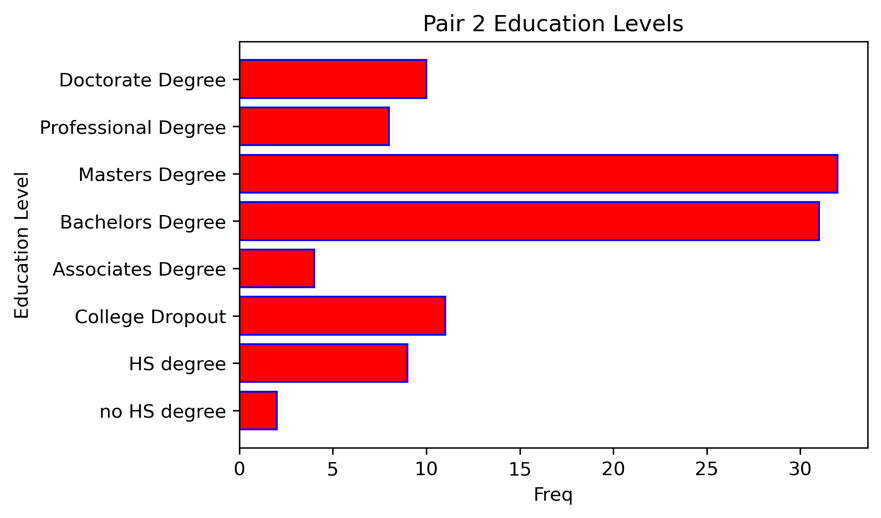 Pair 2 Education Levels
Doctorate Degree
Professional Degree
Masters Degree
Bachelors Degree
Associates Degree
College Dropout
HS degree
no HS degree
Education Level
0 5 10 15 20 25 30
Freq